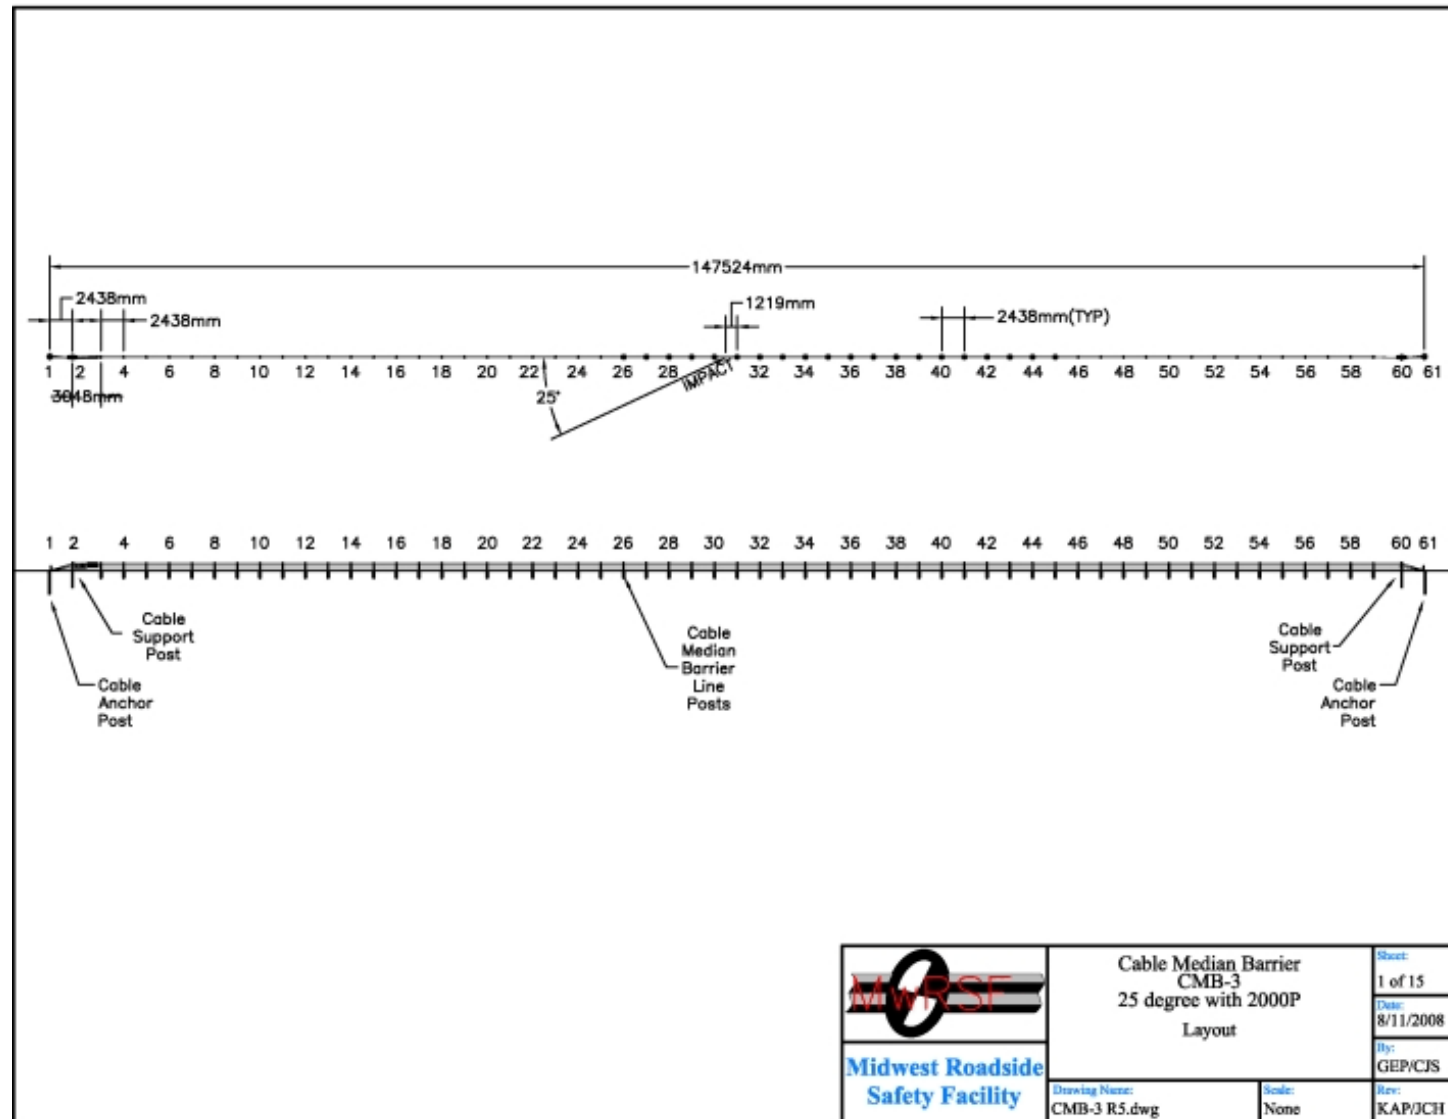 147524mm
2438mm
2438mm
1219mm
2438mm(TYP)
1 2 4 6 8 10 12 14 16 18 20 22 24 26 28 30 32 34 36 38 40 42 44 46 48 50 52 54 56 58 60 61
3048mm
25°
IMPACT
1 2 4 6 8 10 12 14 16 18 20 22 24 26 28 30 32 34 36 38 40 42 44 46 48 50 52 54 56 58 60 61
Cable
Support
Post
Cable
Anchor
Post
Cable
Median
Barrier
Line
Posts
Cable
Support
Post
Cable
Anchor
Post
MwRSF
Midwest Roadside
Safety Facility
Cable Median Barrier
CMB-3
25 degree with 2000P
Layout
Drawing Name:
CMB-3 R5.dwg
Scale:
None
Sheet:
1 of 15
Date:
8/11/2008
By:
GEP/CJS
Rev:
KAP/JCH